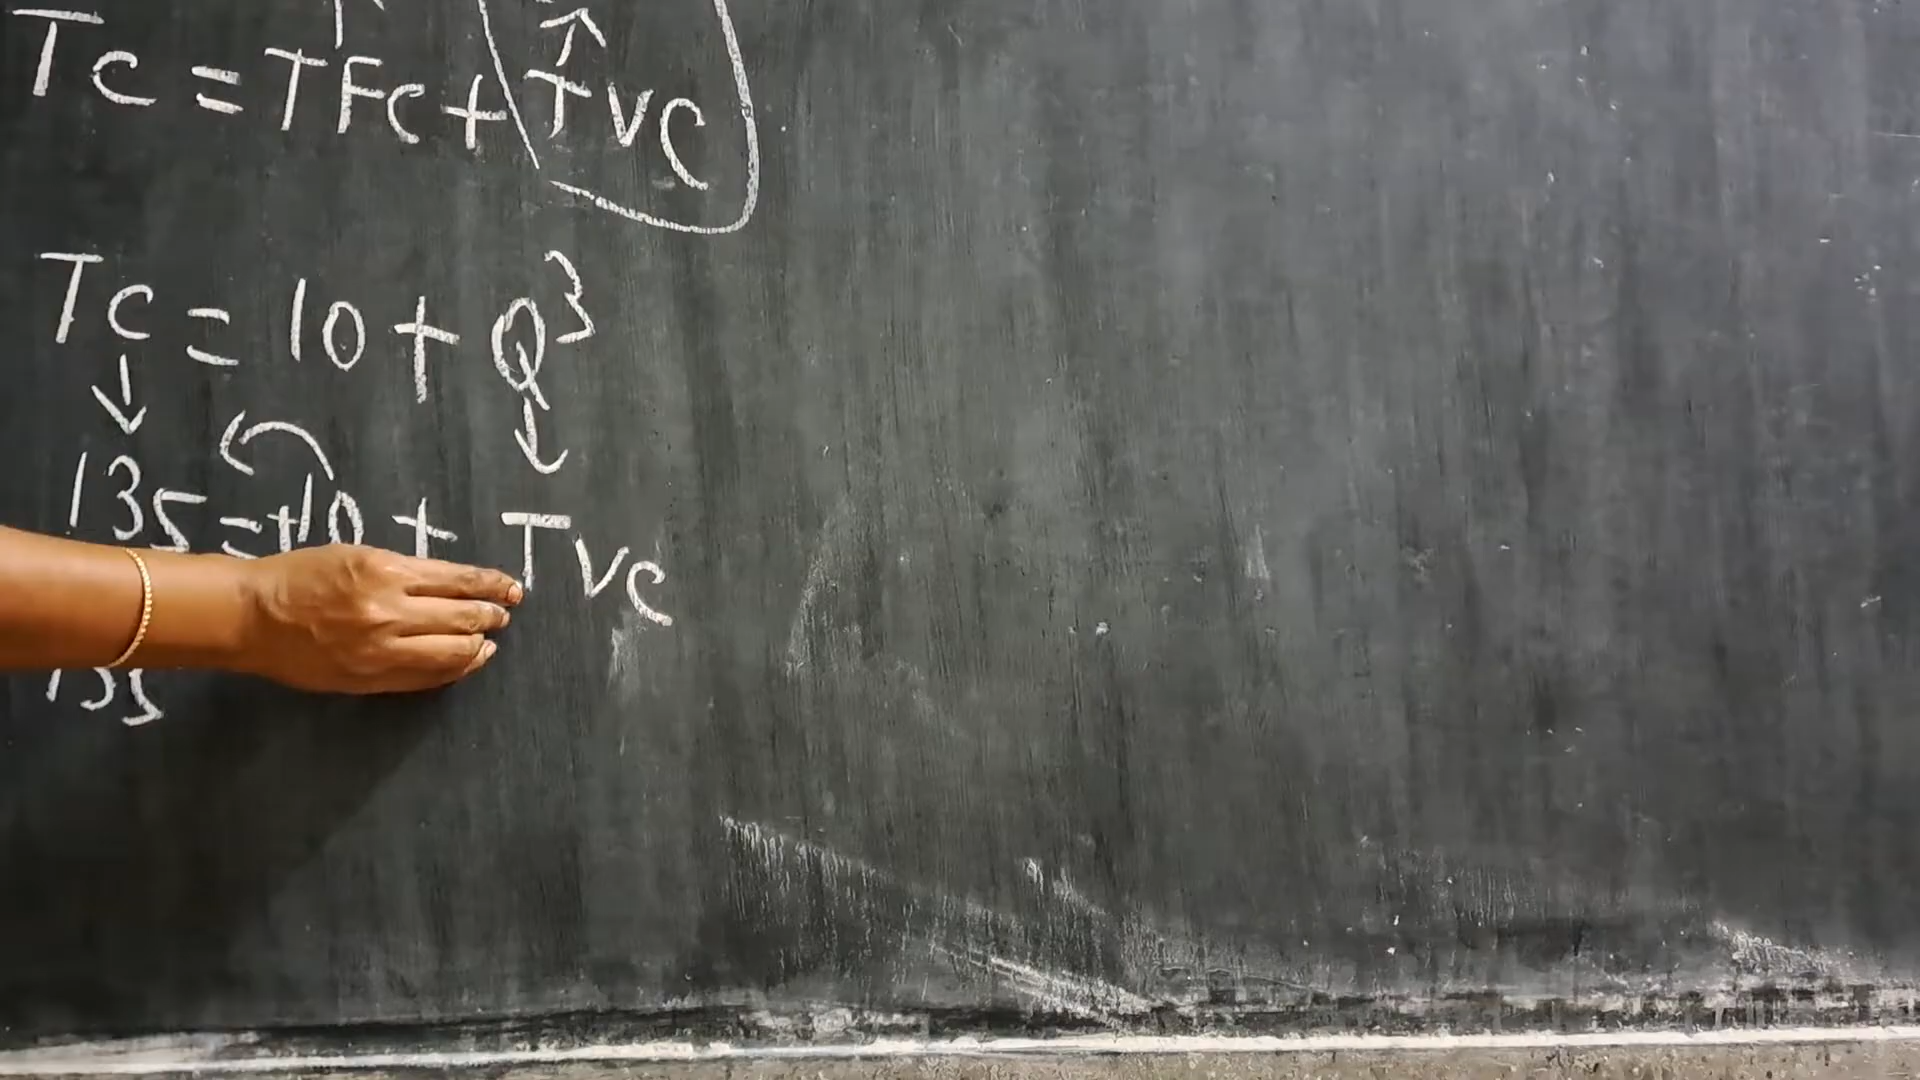 Tc = TFc + TVC
Tc = 10 + Q³
135 = +10 + TVc
135